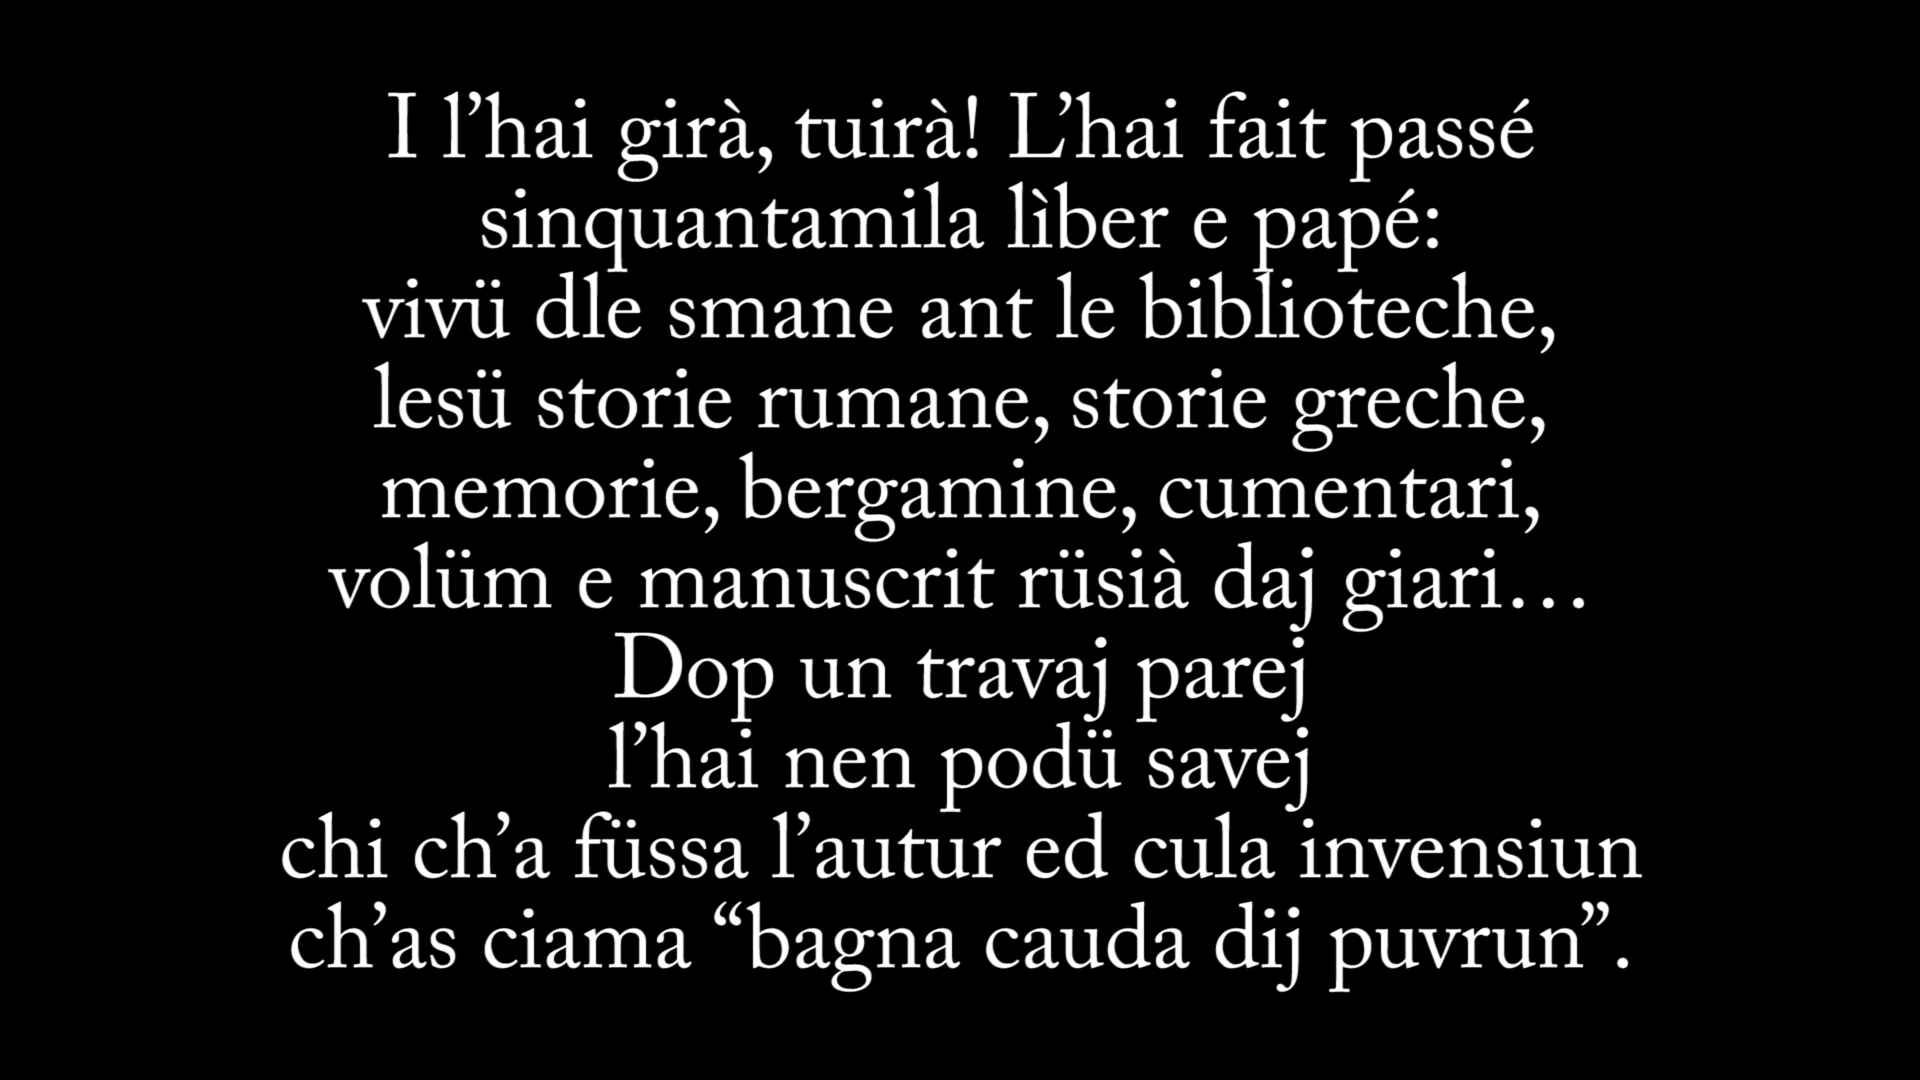 I l’hai girà, tuirà! L’hai fait passé
sinquantamila lìber e papé:
vivü dle smane ant le biblioteche,
lesü storie rumane, storie greche,
memorie, bergamine, cumentari,
volüm e manuscrit rüsià daj giari…
Dop un travaj parej
l’hai nen podü savej
chi ch’a füssa l’autur ed cula invensiun
ch’as ciama “bagna cauda dij puvrun”.